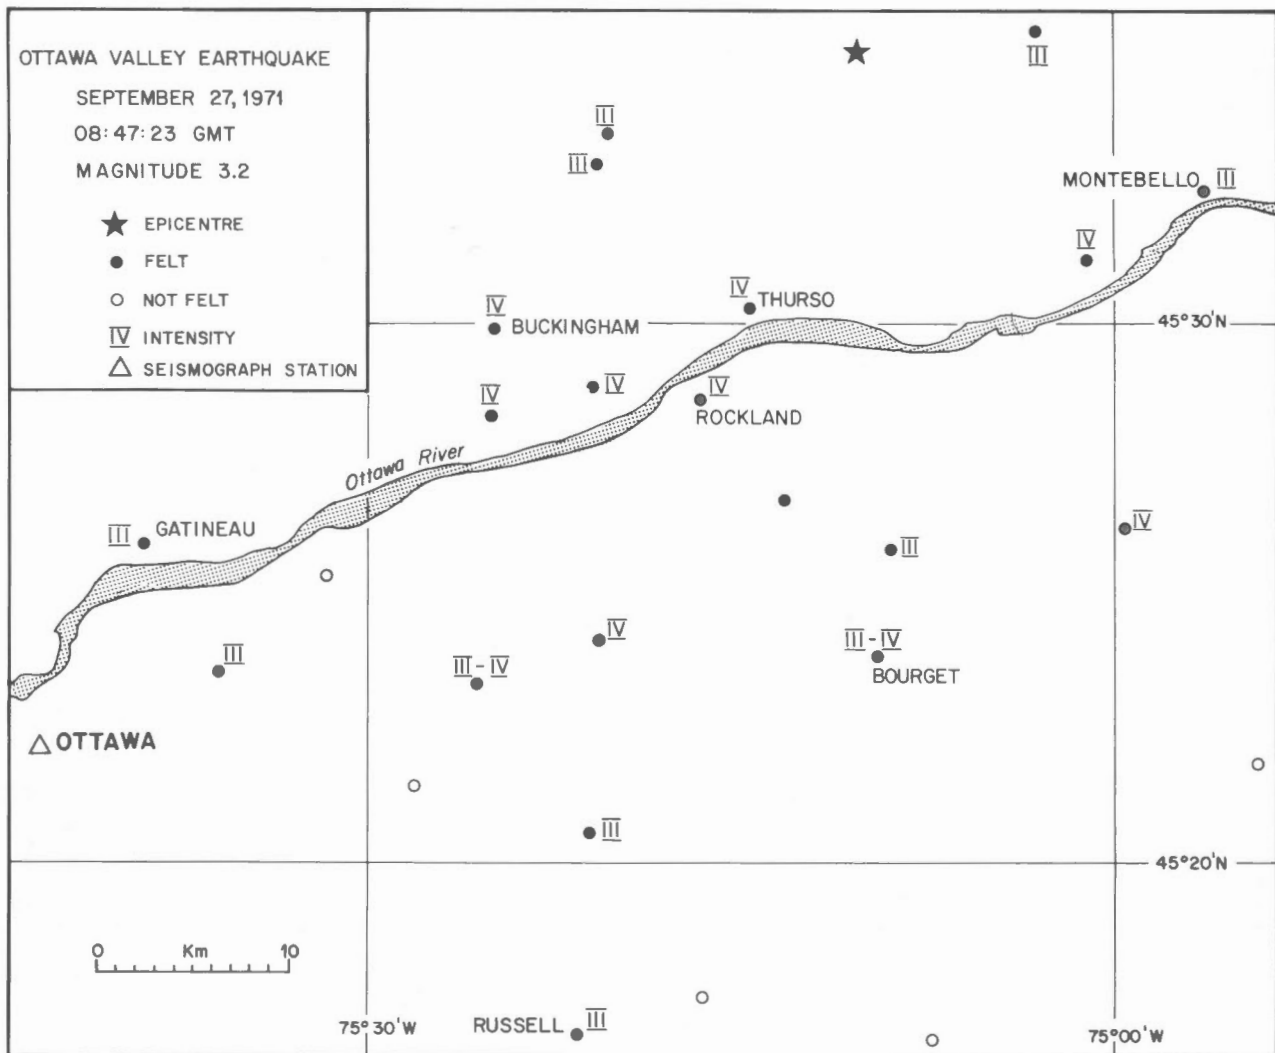 OTTAWA VALLEY EARTHQUAKE
SEPTEMBER 27, 1971
08:47:23 GMT
MAGNITUDE 3.2
EPICENTRE
FELT
NOT FELT
IV INTENSITY
SEISMOGRAPH STATION
III
III
III
MONTEBELLO III
IV
IV THURSO
IV
BUCKINGHAM
45°30'N
IV
IV
IV
ROCKLAND
Ottawa River
III GATINEAU
IV
III
IV
III
III-IV
III-IV
BOURGET
OTTAWA
III
45°20'N
0 Km 10
75°30'W
RUSSELL III
75°00'W